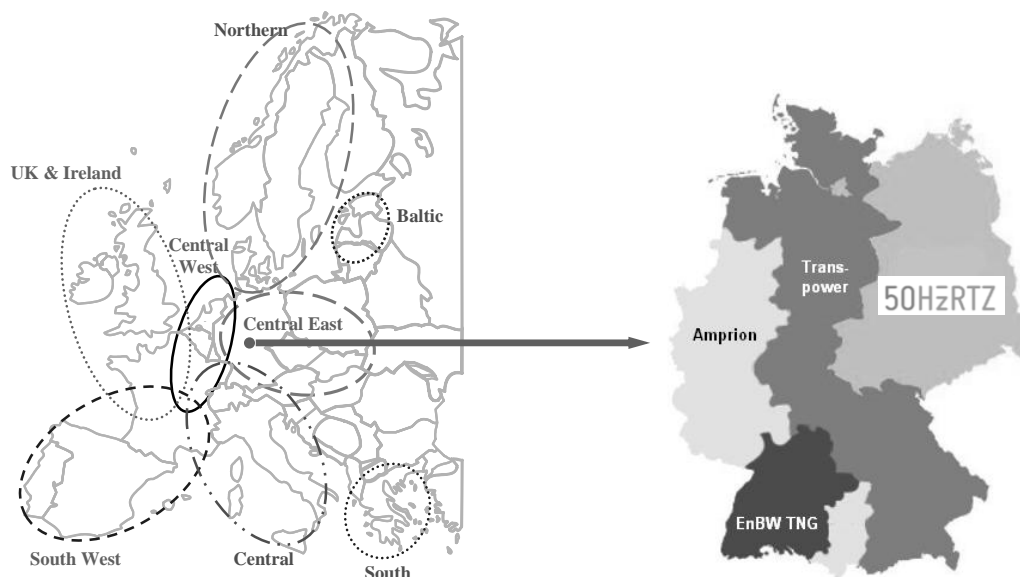 Northern
UK & Ireland
Baltic
Central
West
Central East
South West
Central
South
Trans-
power
50HzRTZ
Amprion
EnBW TNG